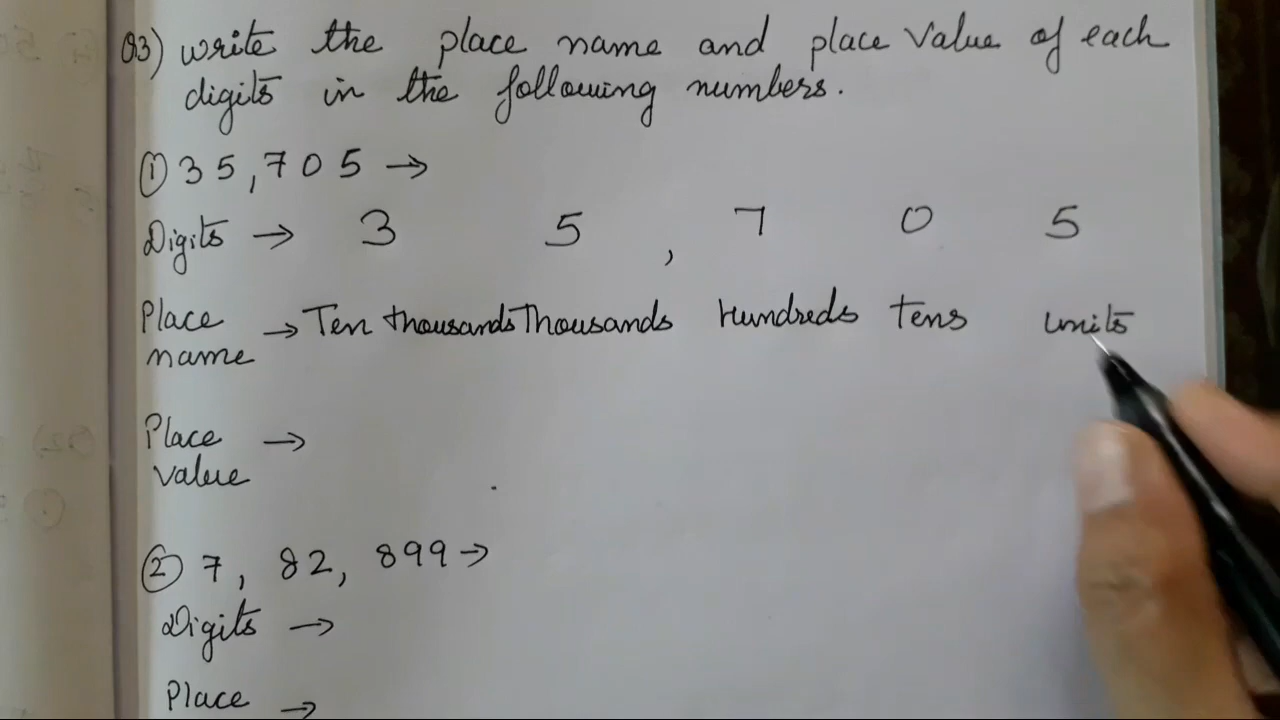 Q3) write the place name and place value of each
digits in the following numbers.
① 35,705 →
Digits → 3 5 , 7 0 5
Place name → Ten thousands Thousands Hundreds tens units
Place value →
② 7, 82, 899 →
Digits →
Place →